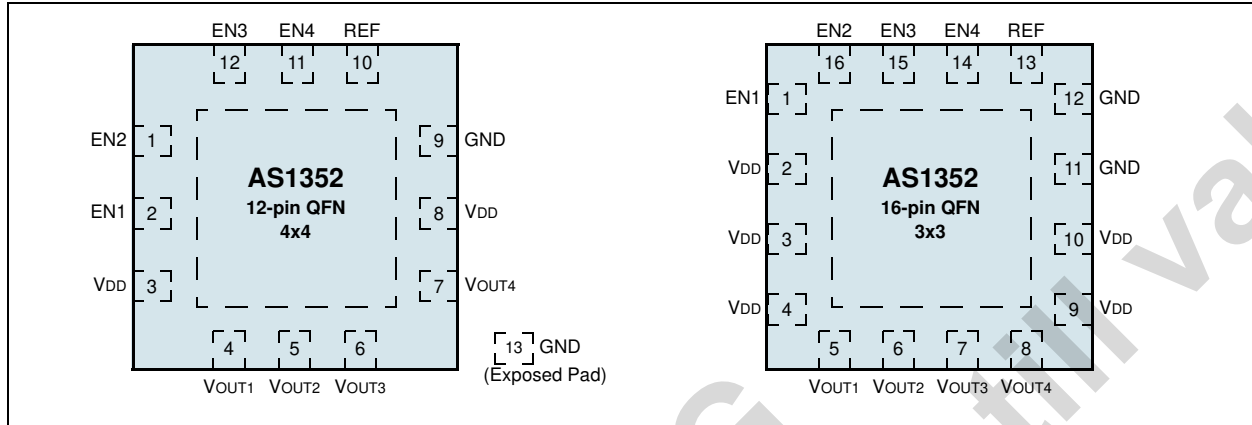 EN3 EN4 REF
12 11 10
EN2 1
EN1 2
VDD 3
9 GND
8 VDD
7 VOUT4
AS1352
12-pin QFN
4x4
4 5 6
VOUT1 VOUT2 VOUT3
13 GND
(Exposed Pad)
EN2 EN3 EN4 REF
16 15 14 13
EN1 1
VDD 2
VDD 3
VDD 4
12 GND
11 GND
10 VDD
9 VDD
AS1352
16-pin QFN
3x3
5 6 7 8
VOUT1 VOUT2 VOUT3 VOUT4
G
till val